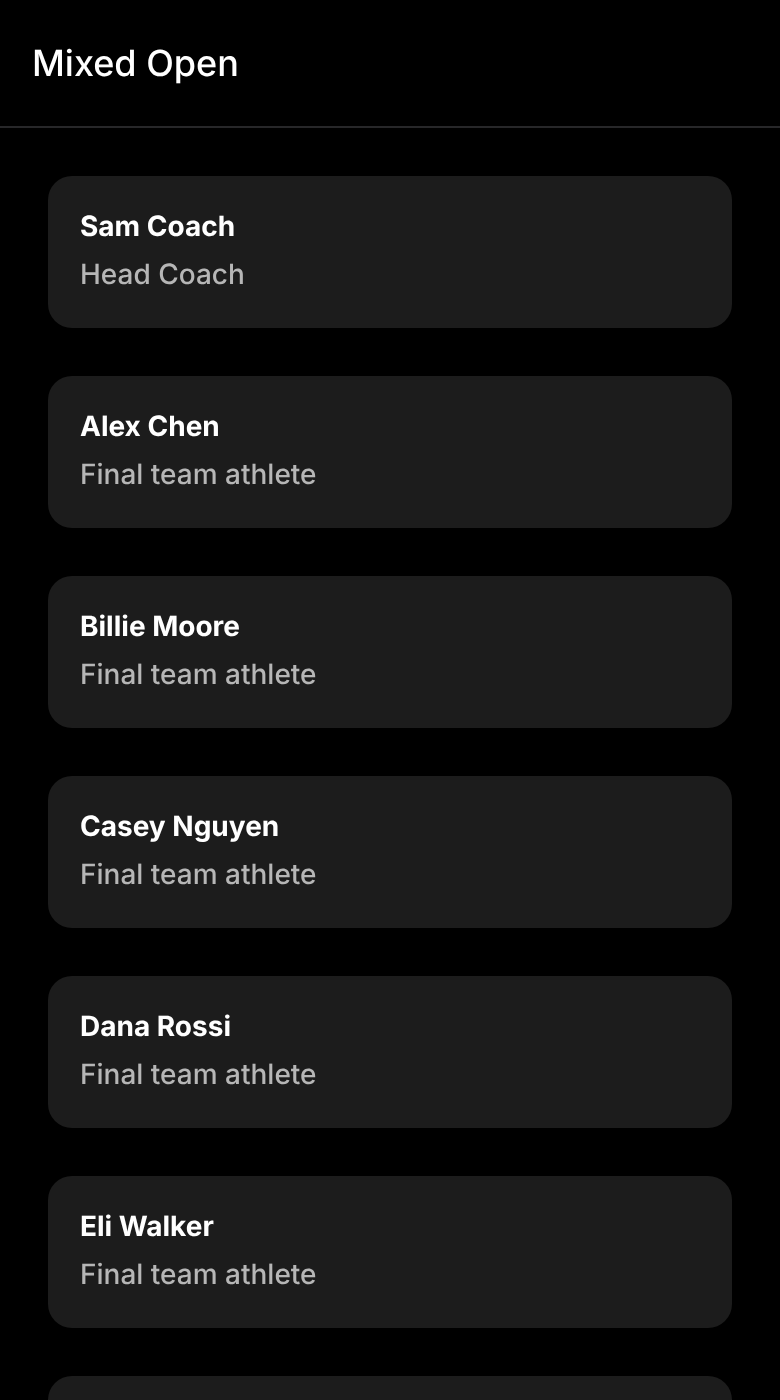 Mixed Open
Sam Coach
Head Coach
Alex Chen
Final team athlete
Billie Moore
Final team athlete
Casey Nguyen
Final team athlete
Dana Rossi
Final team athlete
Eli Walker
Final team athlete